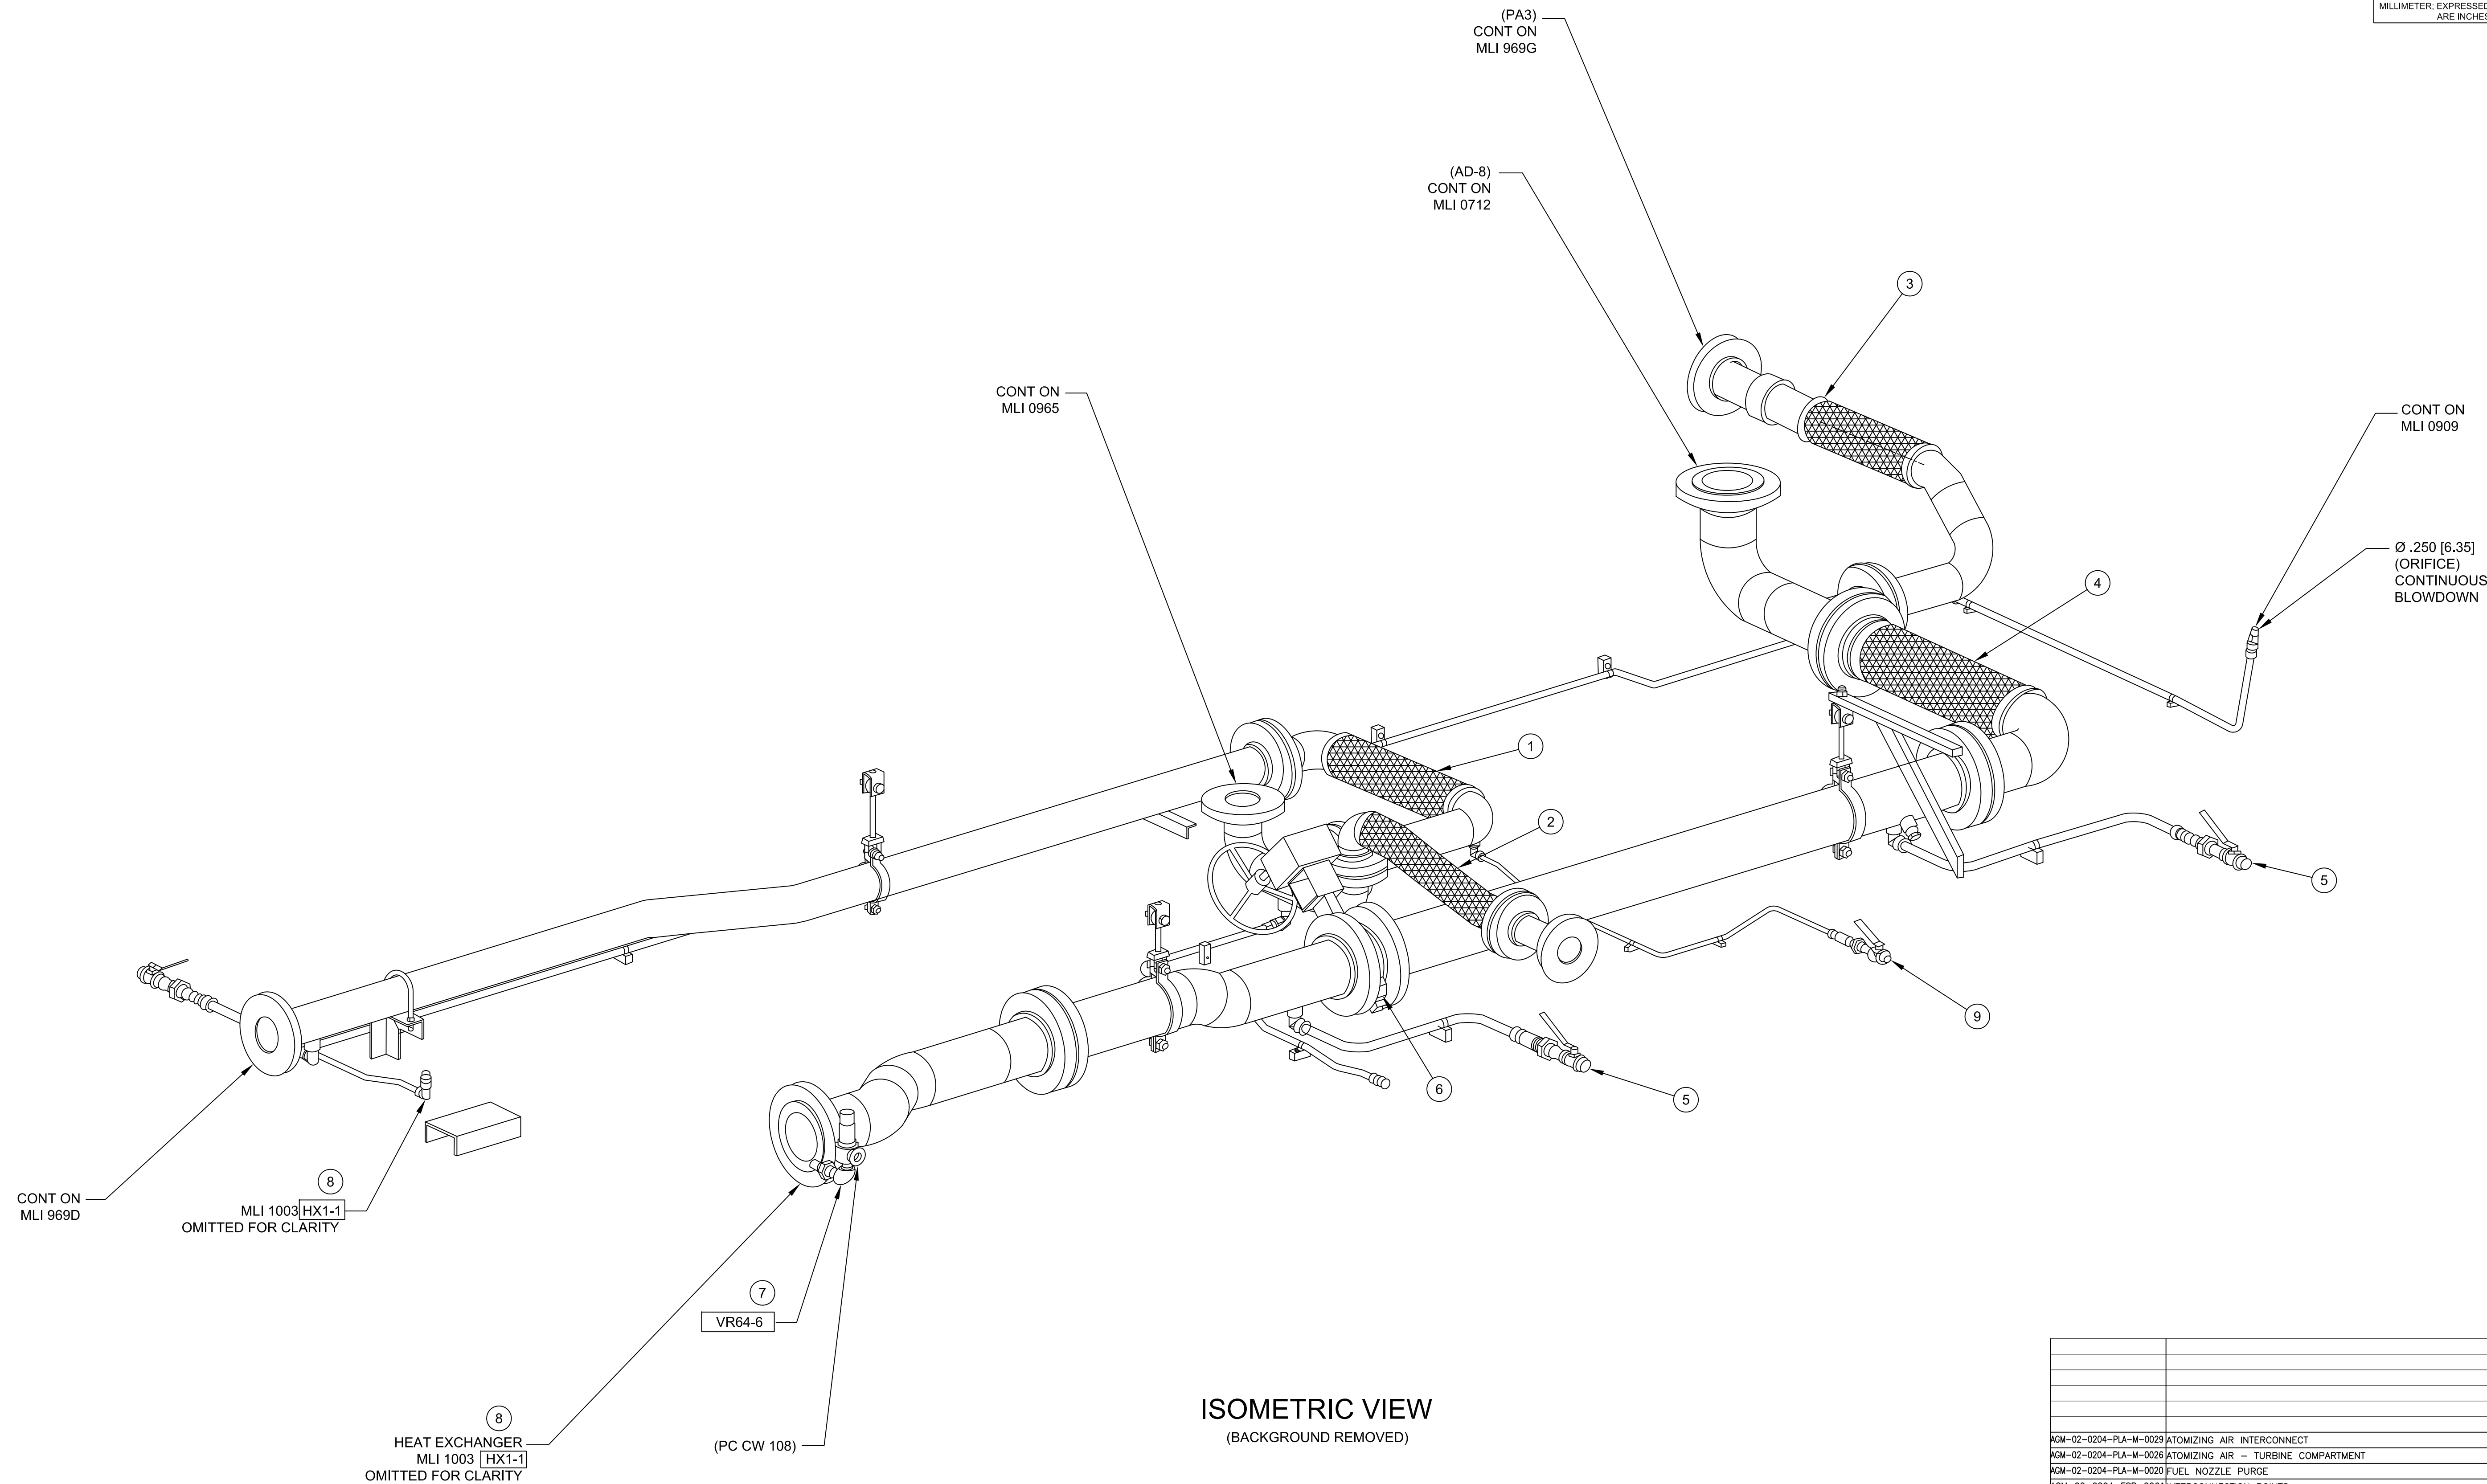 MILLIMETER; EXPRESSED
ARE INCHES
(PA3)
CONT ON
MLI 969G
(AD-8)
CONT ON
MLI 0712
3
CONT ON
MLI 0965
CONT ON
MLI 0909
Ø .250 [6.35]
(ORIFICE)
CONTINUOUS
BLOWDOWN
4
1
2
5
9
6
5
CONT ON
MLI 969D
8
MLI 1003 HX1-1
OMITTED FOR CLARITY
7
VR64-6
8
HEAT EXCHANGER
MLI 1003 HX1-1
OMITTED FOR CLARITY
(PC CW 108)
ISOMETRIC VIEW
(BACKGROUND REMOVED)
AGM-02-0204-PLA-M-0029 ATOMIZING AIR INTERCONNECT
AGM-02-0204-PLA-M-0026 ATOMIZING AIR - TURBINE COMPARTMENT
AGM-02-0204-PLA-M-0020 FUEL NOZZLE PURGE